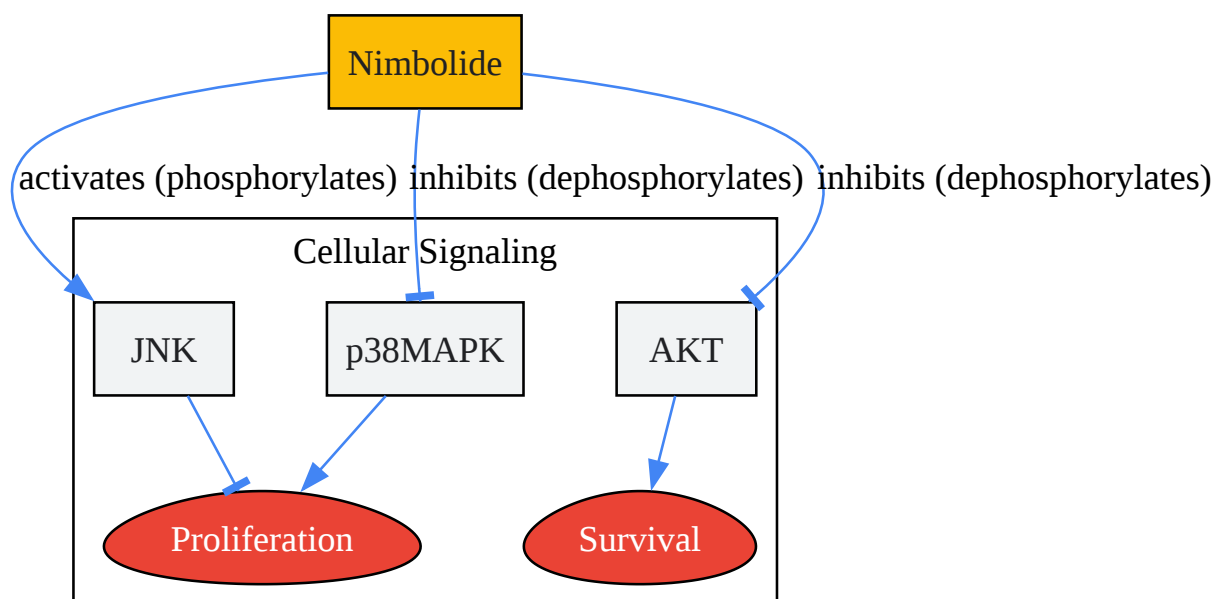 Nimbolide
activates (phosphorylates)
inhibits (dephosphorylates)
inhibits (dephosphorylates)
Cellular Signaling
JNK
p38MAPK
AKT
Proliferation
Survival